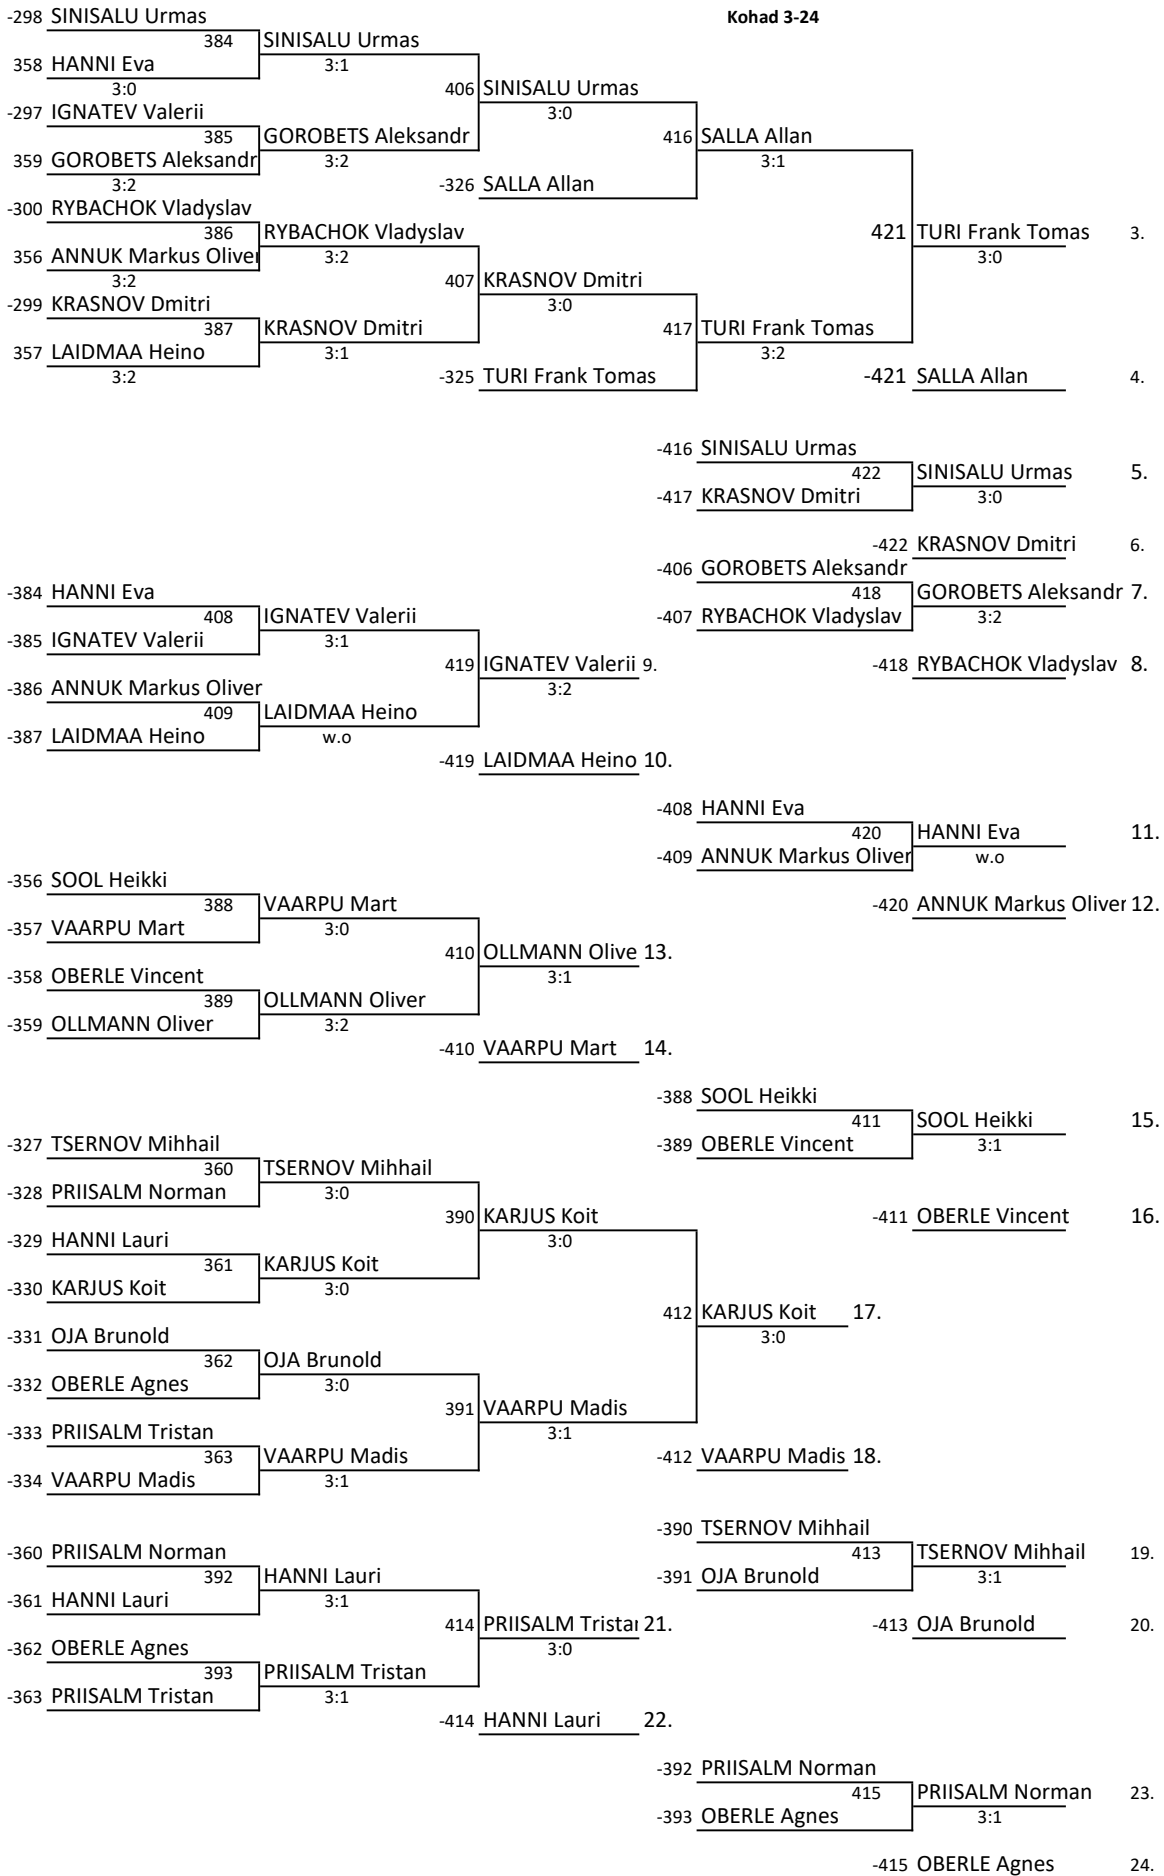 Kohad 3-24
-298 SINISALU Urmas
384 SINISALU Urmas
358 HANNI Eva 3:1
3:0 406 SINISALU Urmas
-297 IGNATEV Valerii 3:0
385 GOROBETS Aleksandr 416 SALLA Allan
359 GOROBETS Aleksandr 3:2 3:1
3:2 -326 SALLA Allan
-300 RYBACHOK Vladyslav
386 RYBACHOK Vladyslav 421 TURI Frank Tomas 3.
356 ANNUK Markus Oliver 3:2 3:0
3:2 407 KRASNOV Dmitri
-299 KRASNOV Dmitri 3:0
387 KRASNOV Dmitri 417 TURI Frank Tomas
357 LAIDMAA Heino 3:1 3:2
3:2 -325 TURI Frank Tomas -421 SALLA Allan 4.
-416 SINISALU Urmas
422 SINISALU Urmas 5.
-417 KRASNOV Dmitri 3:0
-422 KRASNOV Dmitri 6.
-406 GOROBETS Aleksandr
-384 HANNI Eva 418 GOROBETS Aleksandr 7.
408 IGNATEV Valerii -407 RYBACHOK Vladyslav 3:2
-385 IGNATEV Valerii 3:1
419 IGNATEV Valerii 9. -418 RYBACHOK Vladyslav 8.
-386 ANNUK Markus Oliver 3:2
409 LAIDMAA Heino
-387 LAIDMAA Heino w.o
-419 LAIDMAA Heino 10.
-408 HANNI Eva
420 HANNI Eva 11.
-409 ANNUK Markus Oliver w.o
-356 SOOL Heikki
388 VAARPU Mart -420 ANNUK Markus Oliver 12.
-357 VAARPU Mart 3:0
410 OLLMANN Olive 13.
-358 OBERLE Vincent 3:1
389 OLLMANN Oliver
-359 OLLMANN Oliver 3:2
-410 VAARPU Mart 14.
-388 SOOL Heikki
411 SOOL Heikki 15.
-327 TSERNOV Mihhail -389 OBERLE Vincent 3:1
360 TSERNOV Mihhail
-328 PRIISALM Norman 3:0
390 KARJUS Koit -411 OBERLE Vincent 16.
-329 HANNI Lauri 3:0
361 KARJUS Koit
-330 KARJUS Koit 3:0
412 KARJUS Koit 17.
-331 OJA Brunold 3:0
362 OJA Brunold
-332 OBERLE Agnes 3:0
391 VAARPU Madis
-333 PRIISALM Tristan 3:1
363 VAARPU Madis -412 VAARPU Madis 18.
-334 VAARPU Madis 3:1
-390 TSERNOV Mihhail
-360 PRIISALM Norman 413 TSERNOV Mihhail 19.
392 HANNI Lauri -391 OJA Brunold 3:1
-361 HANNI Lauri 3:1
414 PRIISALM Trista 21. -413 OJA Brunold 20.
-362 OBERLE Agnes 3:0
393 PRIISALM Tristan
-363 PRIISALM Tristan 3:1
-414 HANNI Lauri 22.
-392 PRIISALM Norman
415 PRIISALM Norman 23.
-393 OBERLE Agnes 3:1
-415 OBERLE Agnes 24.